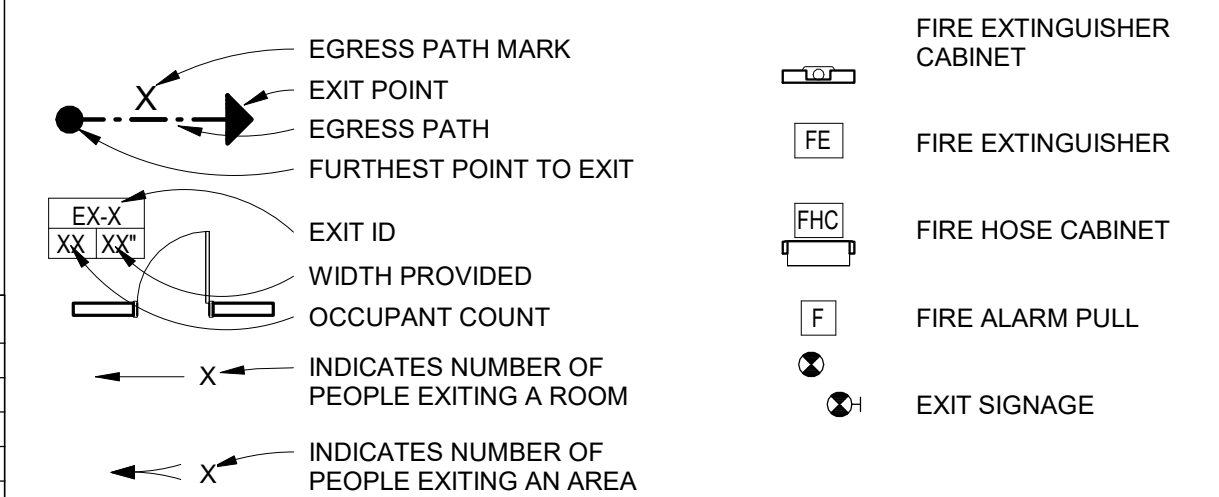 X
EGRESS PATH MARK
EXIT POINT
EGRESS PATH
FURTHEST POINT TO EXIT
EX-X
XX XX"
EXIT ID
WIDTH PROVIDED
OCCUPANT COUNT
X
INDICATES NUMBER OF
PEOPLE EXITING A ROOM
X
INDICATES NUMBER OF
PEOPLE EXITING AN AREA
FIRE EXTINGUISHER
CABINET
FE
FIRE EXTINGUISHER
FHC
FIRE HOSE CABINET
F
FIRE ALARM PULL
EXIT SIGNAGE